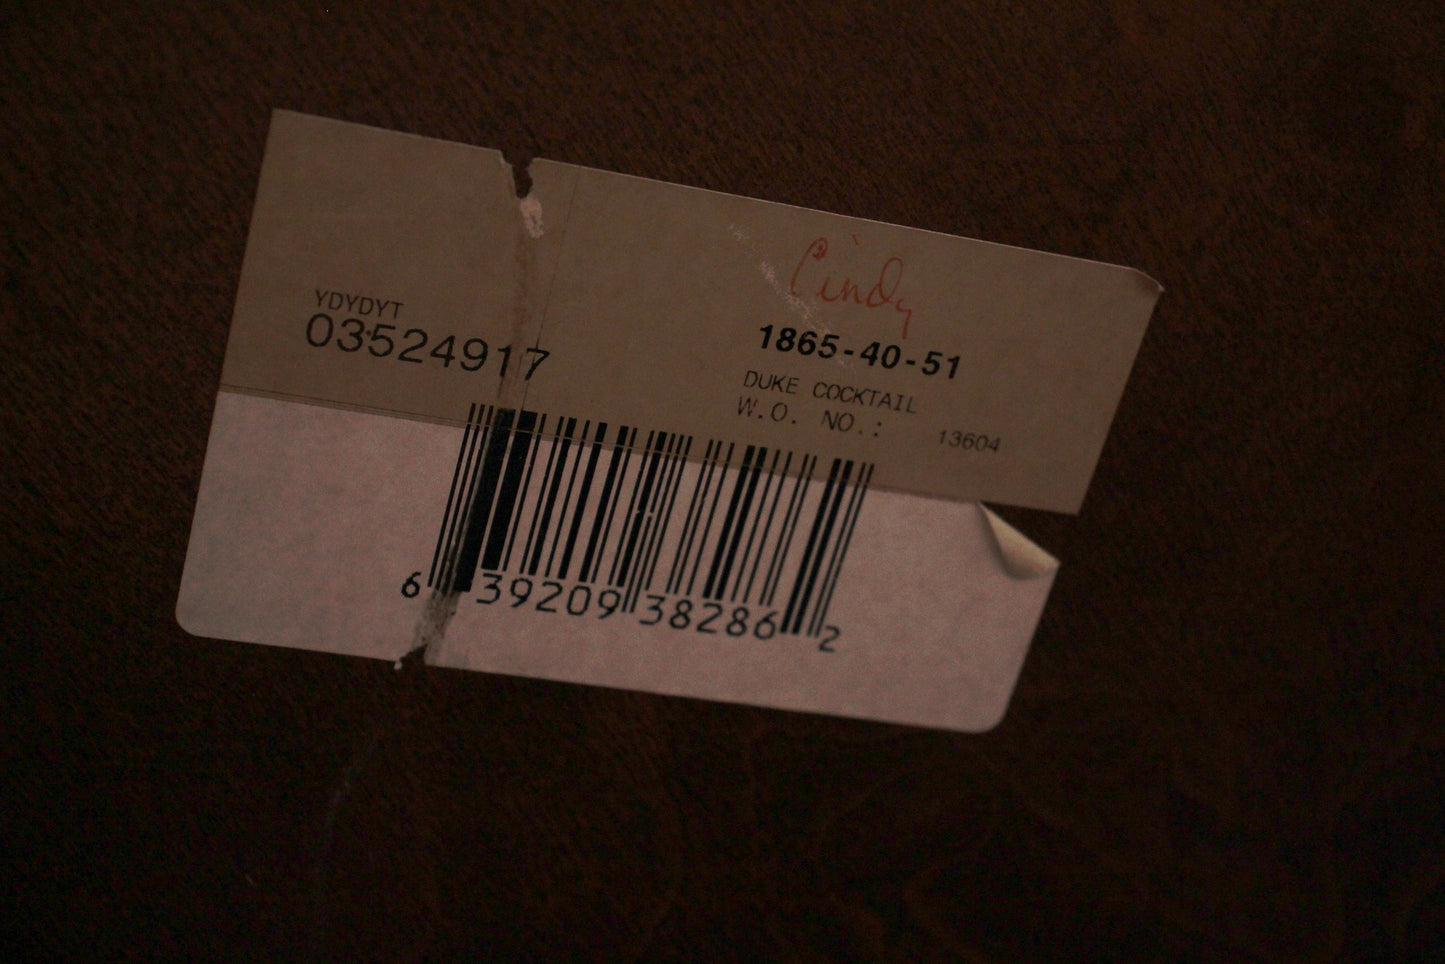 Cindy
YDYDYT
03524917
1865-40-51
DUKE COCKTAIL
W.O. NO.: 13604
6 39209 38286 2